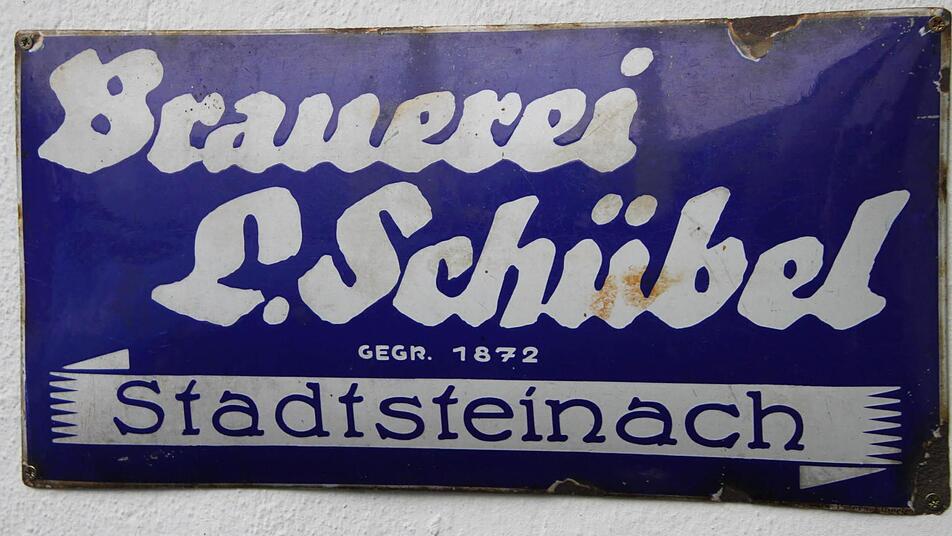 Brauerei
L. Schübel
GEGR. 1872
Stadtsteinach